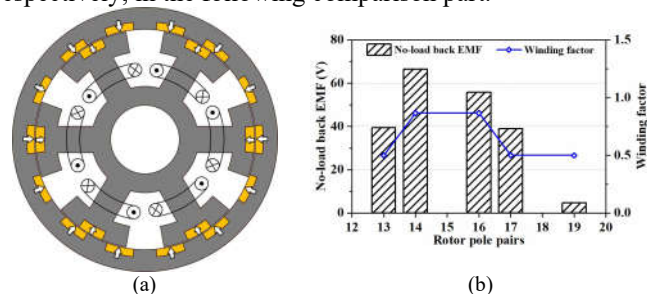 espectively, in the following comparison part.
80
60
40
20
0
No-load back EMF (V)
No-load back EMF
Winding factor
1.5
1.0
0.5
0.0
Winding factor
12 13 14 15 16 17 18 19 20
Rotor pole pairs
(a)
(b)